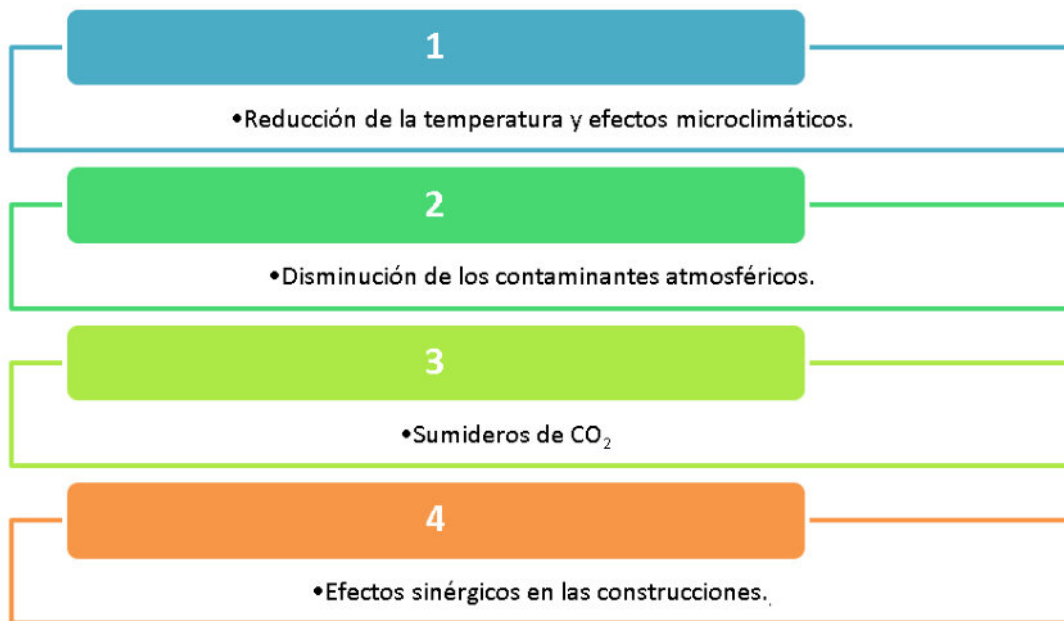 1
•Reducción de la temperatura y efectos microclimáticos.
2
•Disminución de los contaminantes atmosféricos.
3
•Sumideros de CO₂
4
•Efectos sinérgicos en las construcciones.